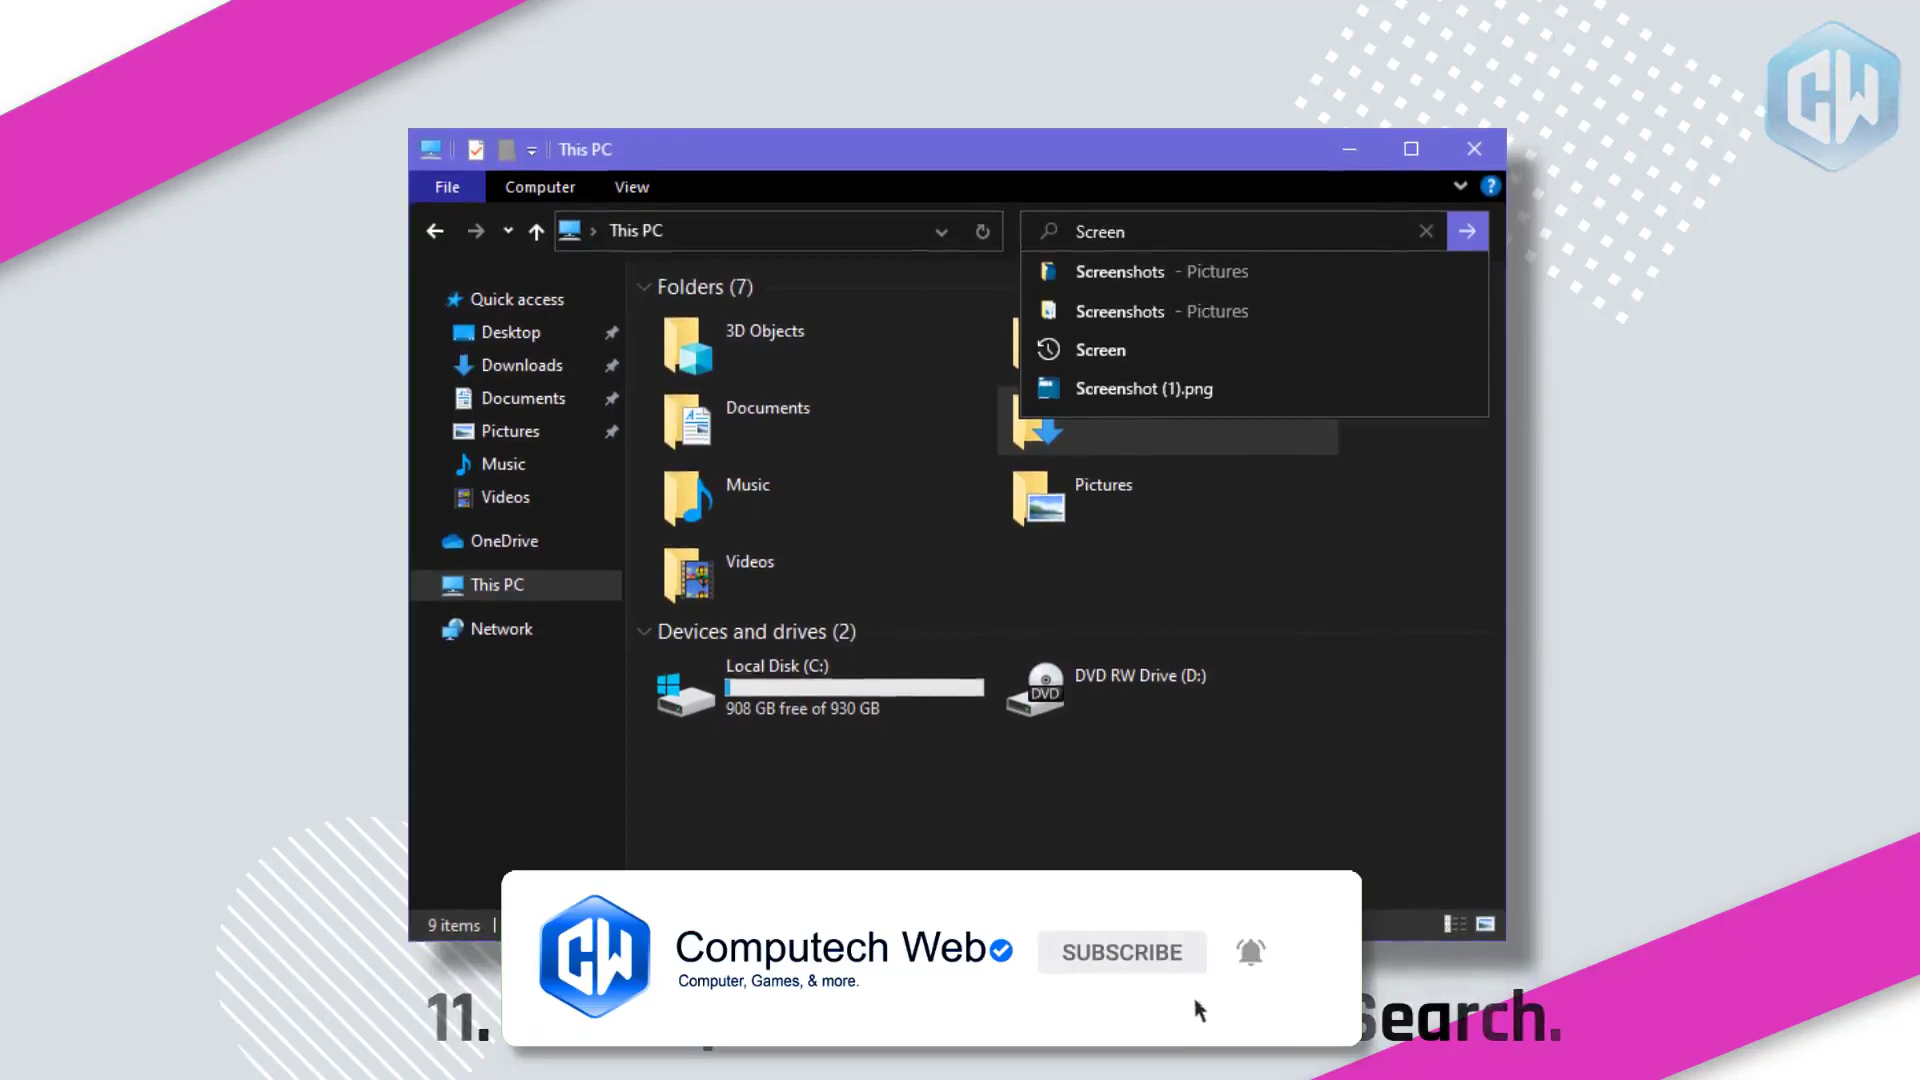 CW
This PC
File Computer View
?
This PC
Screen
Screenshots - Pictures
Screenshots - Pictures
Screen
Screenshot (1).png
Quick access
Desktop
Downloads
Documents
Pictures
Music
Videos
OneDrive
This PC
Network
Folders (7)
3D Objects
Documents
Music
Pictures
Videos
Devices and drives (2)
Local Disk (C:)
908 GB free of 930 GB
DVD
DVD RW Drive (D:)
9 items
CW
Computech Web
Computer, Games, & more.
SUBSCRIBE
11. Search.